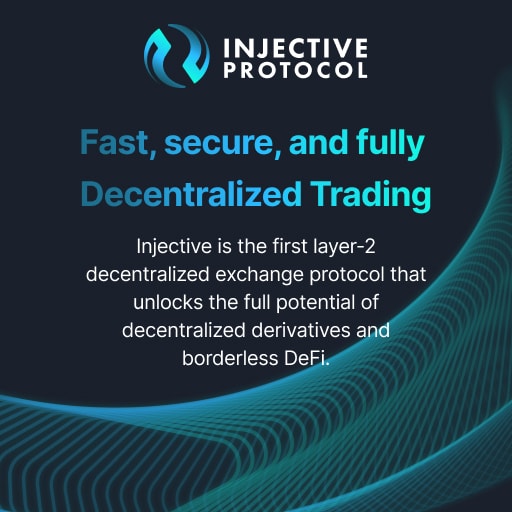 INJECTIVE
PROTOCOL
Fast, secure, and fully
Decentralized Trading
Injective is the first layer-2
decentralized exchange protocol that
unlocks the full potential of
decentralized derivatives and
borderless DeFi.